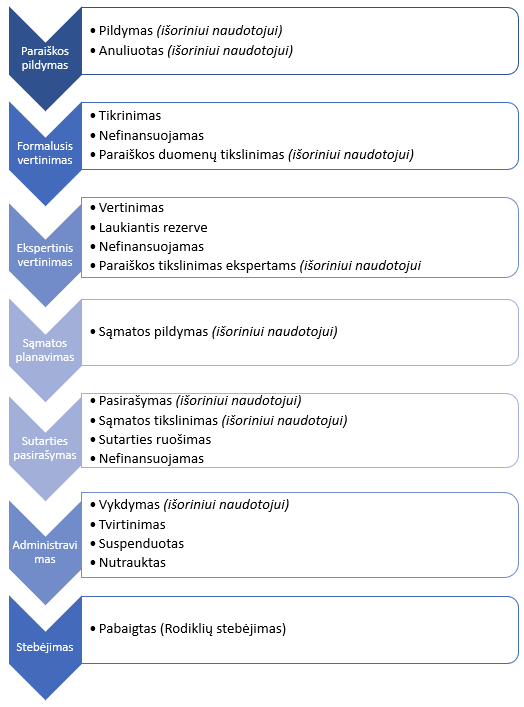 Paraiškos
pildymas
• Pildymas (išoriniui naudotojui)
• Anuliuotas (išoriniui naudotojui)
Formalusis
vertinimas
• Tikrinimas
• Nefinansuojamas
• Paraiškos duomenų tikslinimas (išoriniui naudotojui)
Ekspertinis
vertinimas
• Vertinimas
• Laukiantis rezerve
• Nefinansuojamas
• Paraiškos tikslinimas ekspertams (išoriniui naudotojui
Sąmatos
planavimas
• Sąmatos pildymas (išoriniui naudotojui)
Sutarties
pasirašymas
• Pasirašymas (išoriniui naudotojui)
• Sąmatos tikslinimas (išoriniui naudotojui)
• Sutarties ruošimas
• Nefinansuojamas
Administravi
mas
• Vykdymas (išoriniui naudotojui)
• Tvirtinimas
• Suspenduotas
• Nutrauktas
Stebėjimas
• Pabaigtas (Rodiklių stebėjimas)